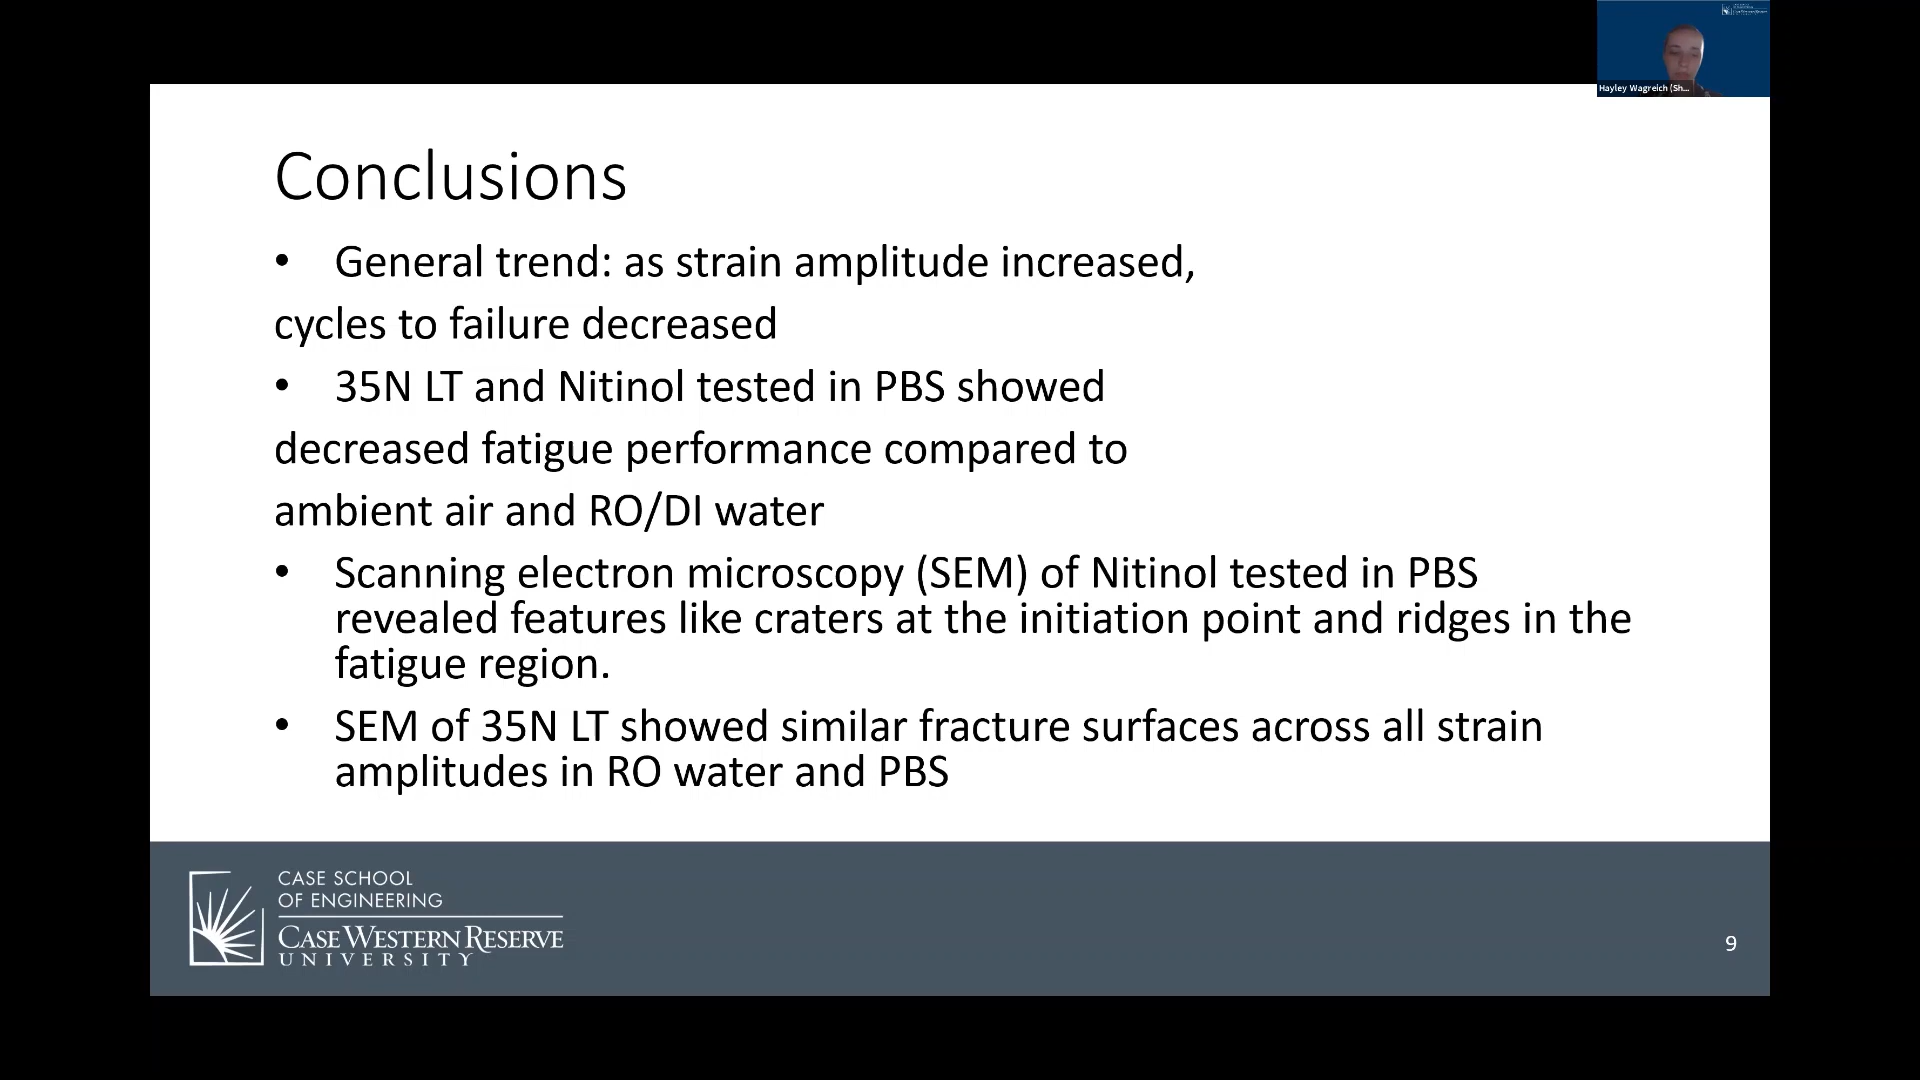 Hayley Wagreich (Sh...
Conclusions
• General trend: as strain amplitude increased,
cycles to failure decreased
• 35N LT and Nitinol tested in PBS showed
decreased fatigue performance compared to
ambient air and RO/DI water
• Scanning electron microscopy (SEM) of Nitinol tested in PBS
revealed features like craters at the initiation point and ridges in the
fatigue region.
• SEM of 35N LT showed similar fracture surfaces across all strain
amplitudes in RO water and PBS
CASE SCHOOL
OF ENGINEERING
CASE WESTERN RESERVE
UNIVERSITY
9